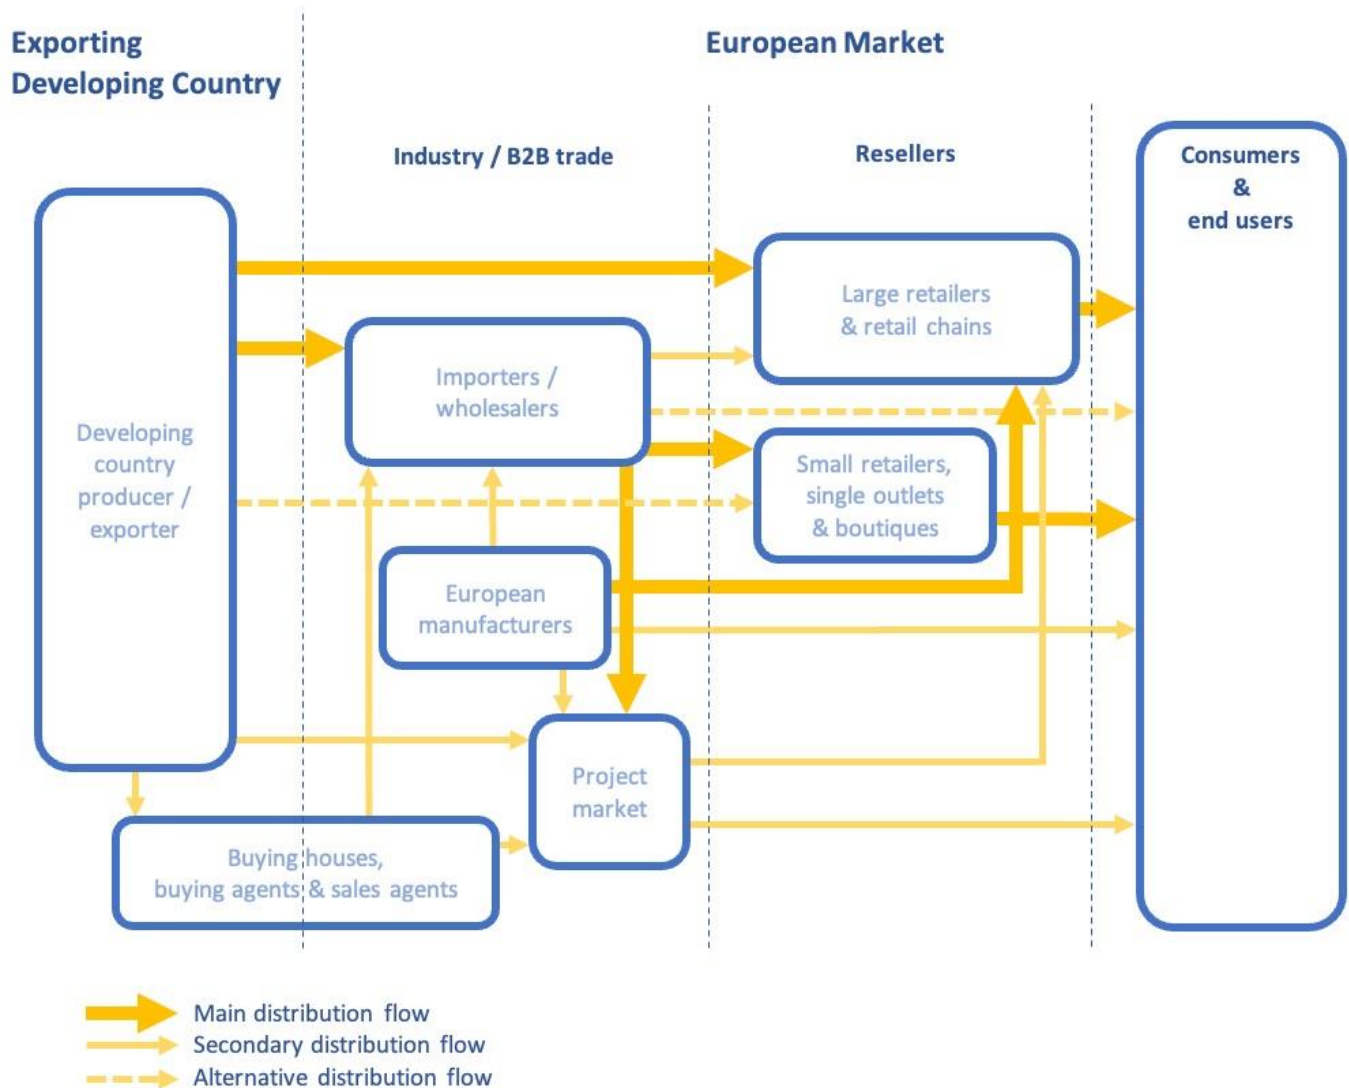 Exporting
Developing Country
European Market
Industry / B2B trade
Resellers
Consumers
&
end users
Large retailers
& retail chains
Importers /
wholesalers
Developing
country
producer /
exporter
Small retailers,
single outlets
& boutiques
European
manufacturers
Project
market
Buying houses,
buying agents & sales agents
Main distribution flow
Secondary distribution flow
Alternative distribution flow